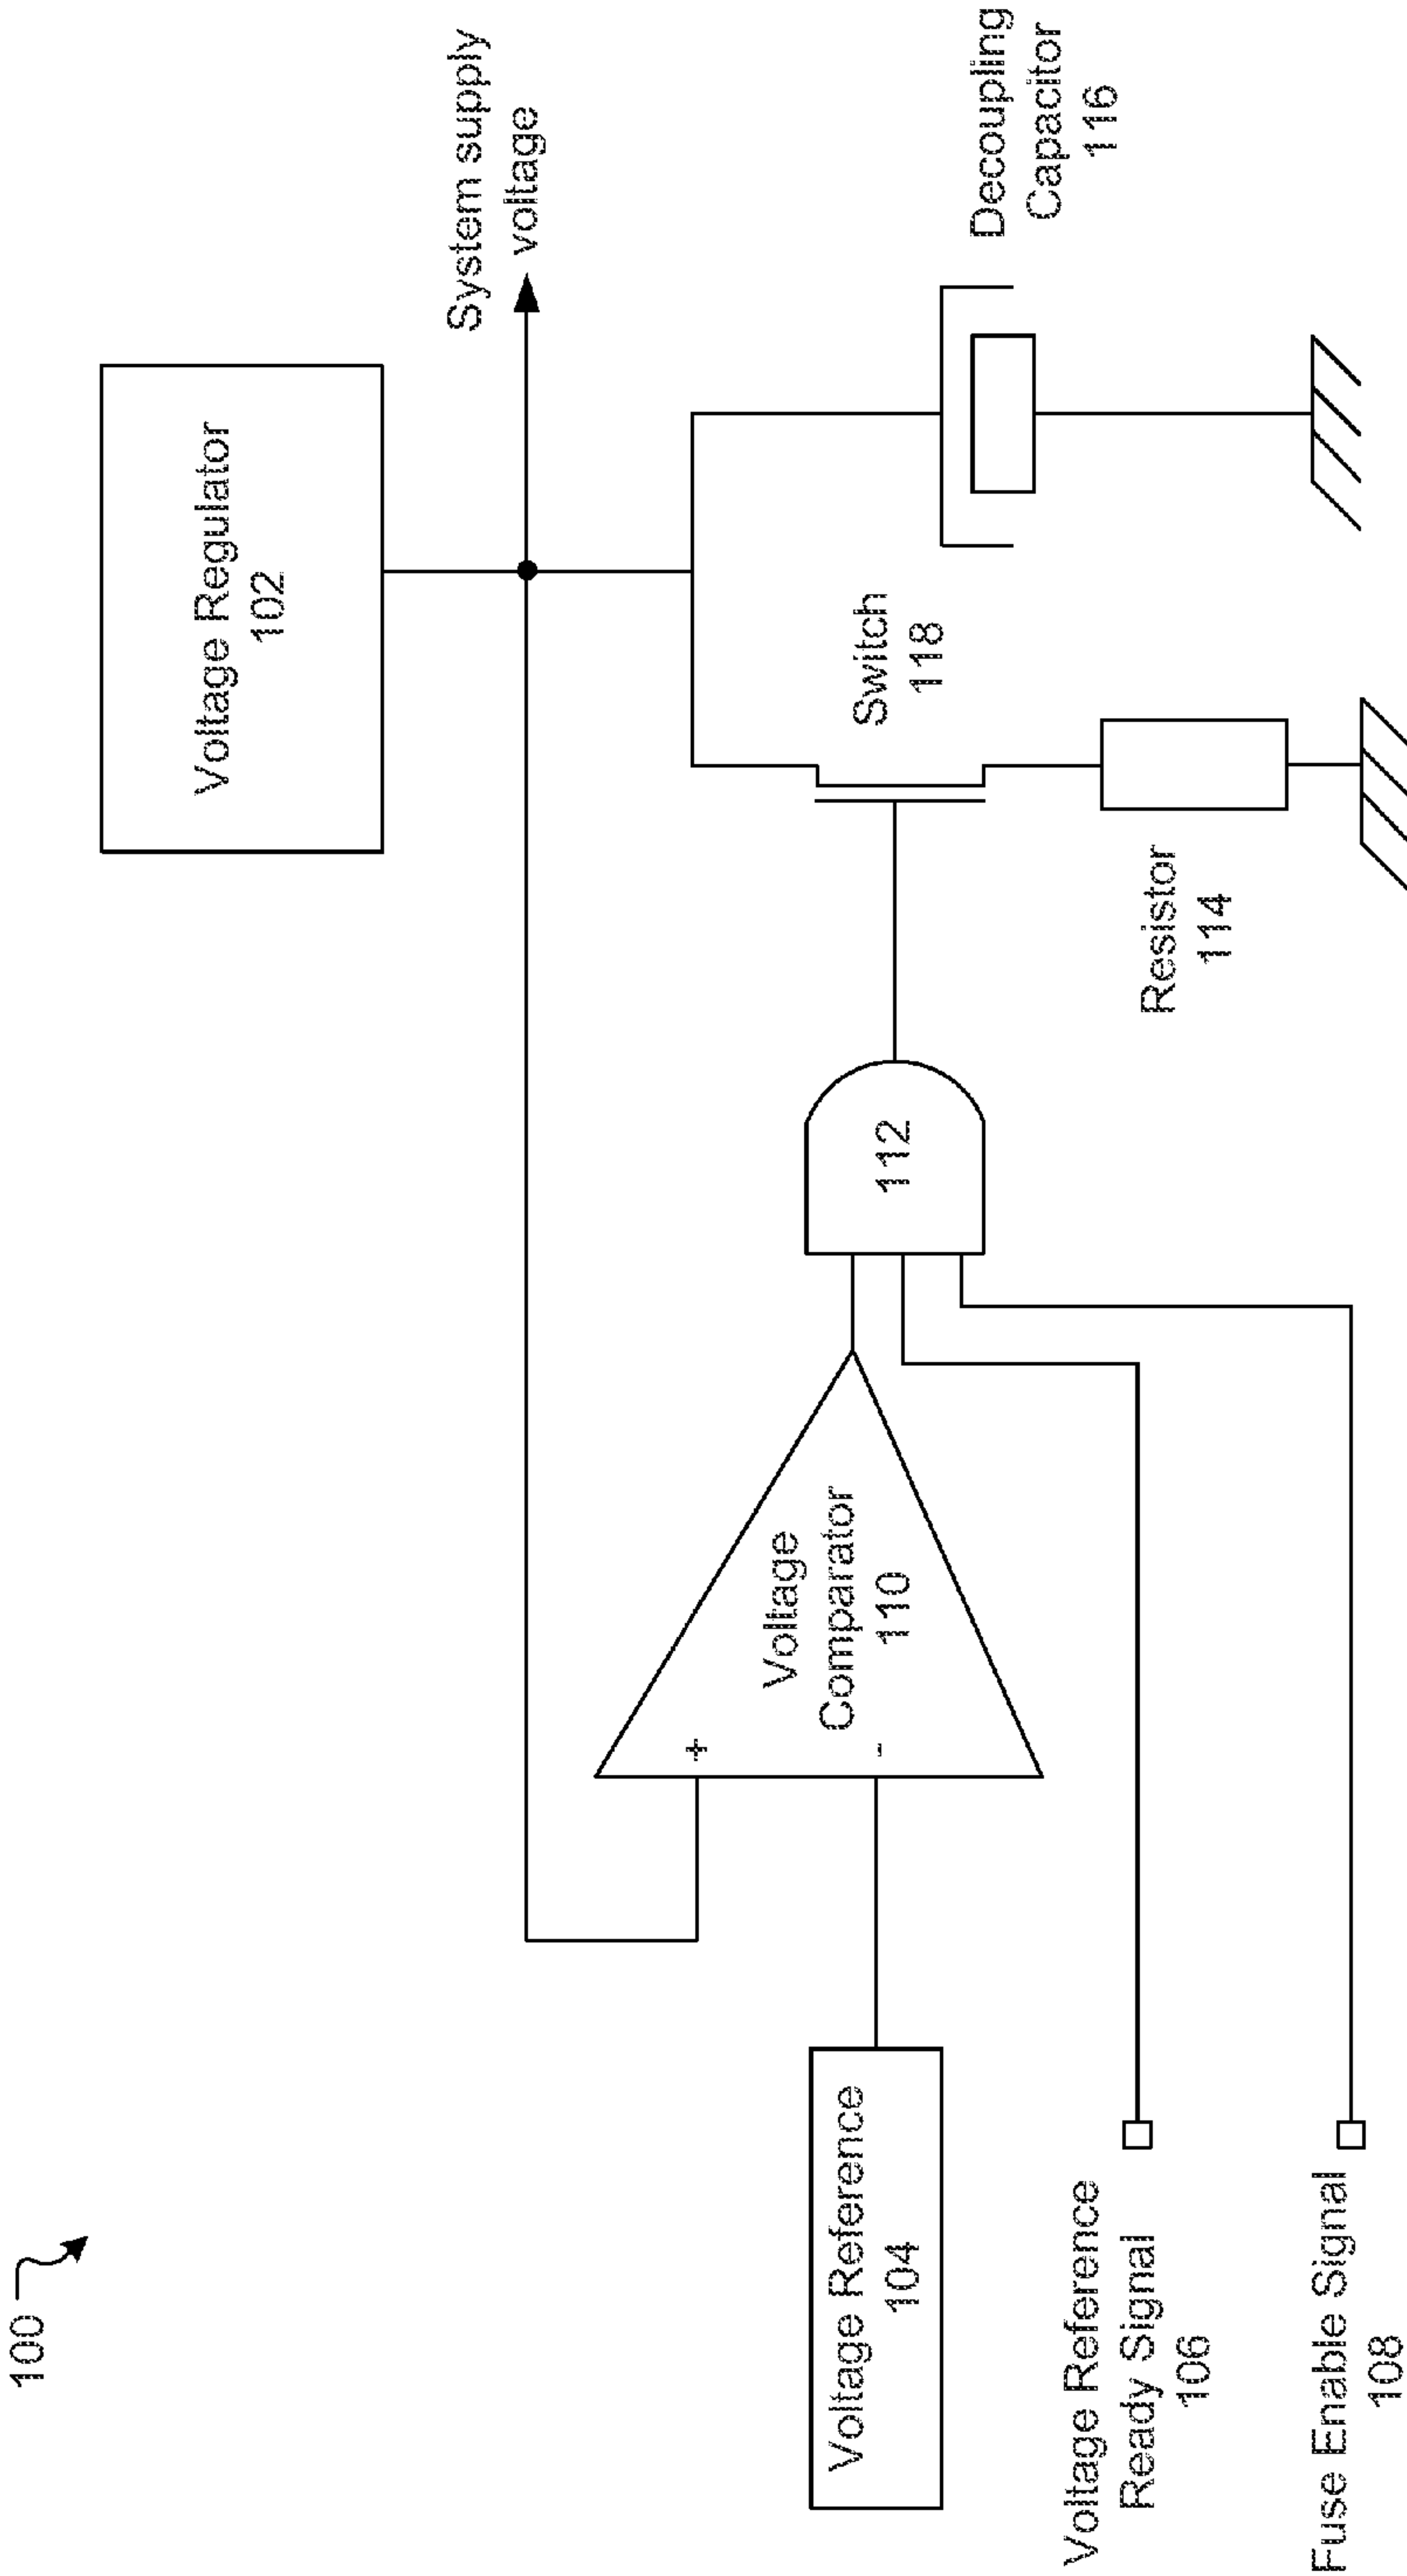 100
Voltage Regulator
102
System supply
voltage
Voltage Reference
104
+
-
Voltage
Comparator
110
112
Switch
118
Decoupling
Capacitor
116
Resistor
114
Voltage Reference
Ready Signal
106
Fuse Enable Signal
108